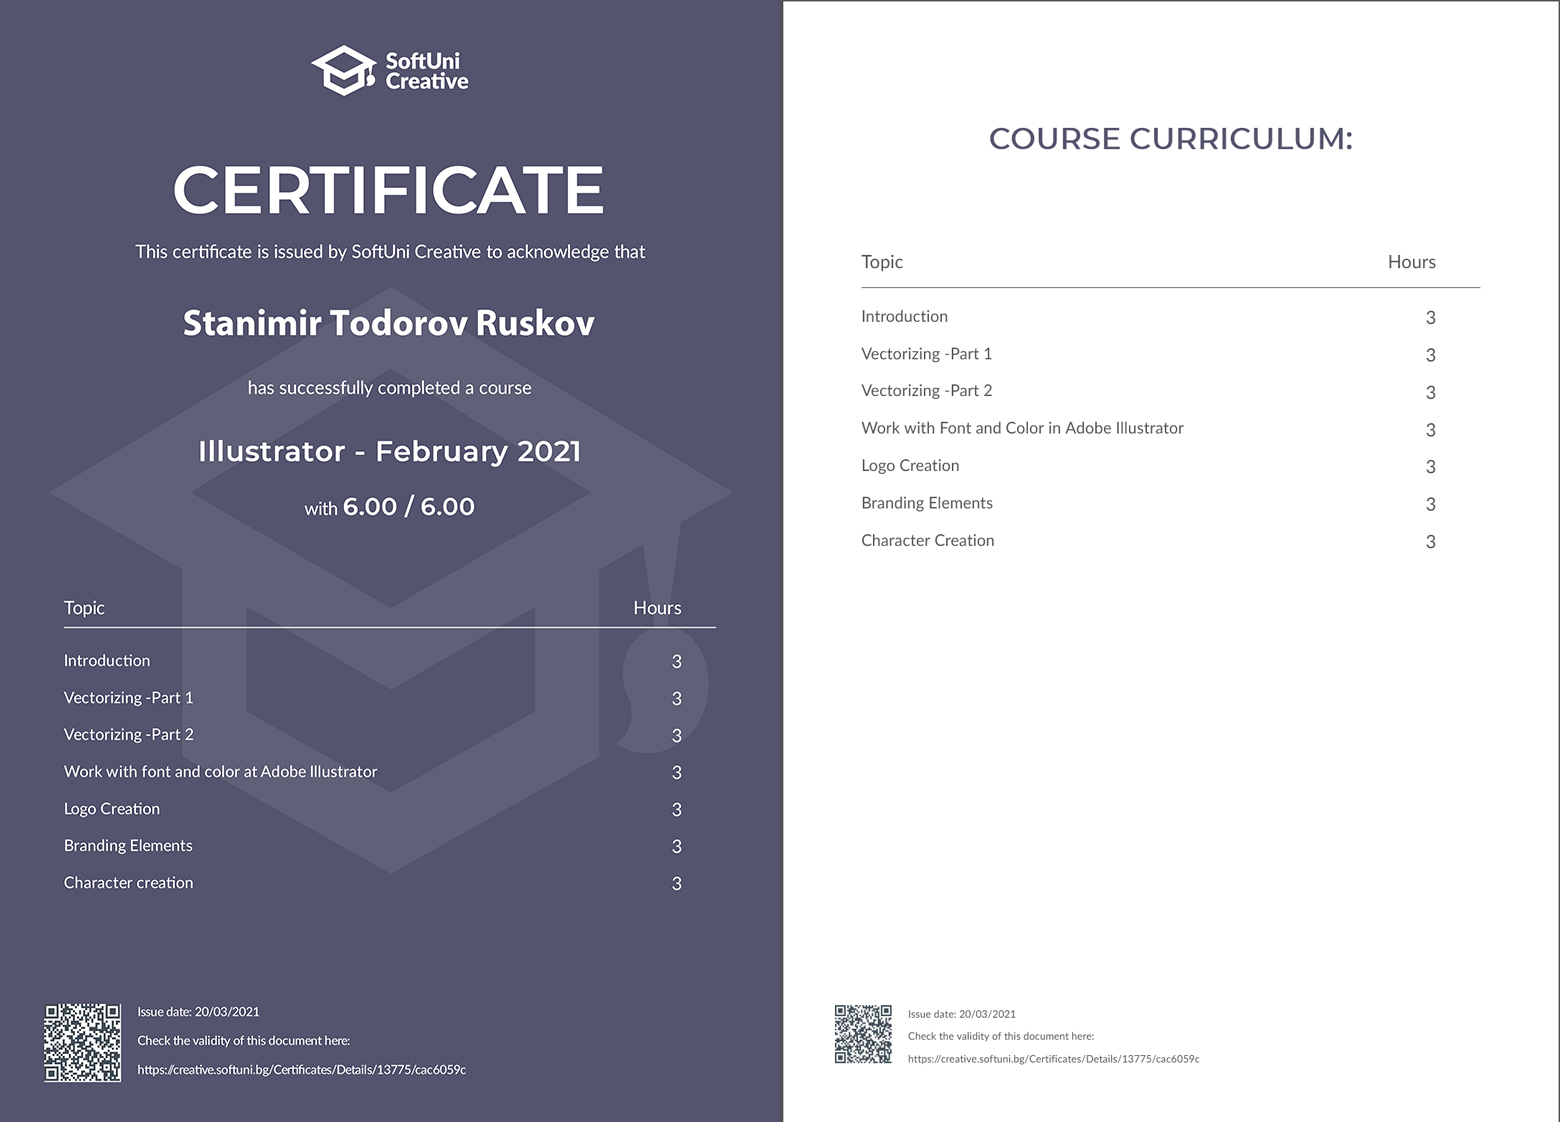 SoftUni
Creative
CERTIFICATE
This certificate is issued by SoftUni Creative to acknowledge that
Stanimir Todorov Ruskov
has successfully completed a course
Illustrator - February 2021
with 6.00 / 6.00
Topic Hours
Introduction 3
Vectorizing -Part 1 3
Vectorizing -Part 2 3
Work with font and color at Adobe Illustrator 3
Logo Creation 3
Branding Elements 3
Character creation 3
Issue date: 20/03/2021
Check the validity of this document here:
https://creative.softuni.bg/Certificates/Details/13775/cac6059c
COURSE CURRICULUM:
Topic Hours
Introduction 3
Vectorizing -Part 1 3
Vectorizing -Part 2 3
Work with Font and Color in Adobe Illustrator 3
Logo Creation 3
Branding Elements 3
Character Creation 3
Issue date: 20/03/2021
Check the validity of this document here:
https://creative.softuni.bg/Certificates/Details/13775/cac6059c